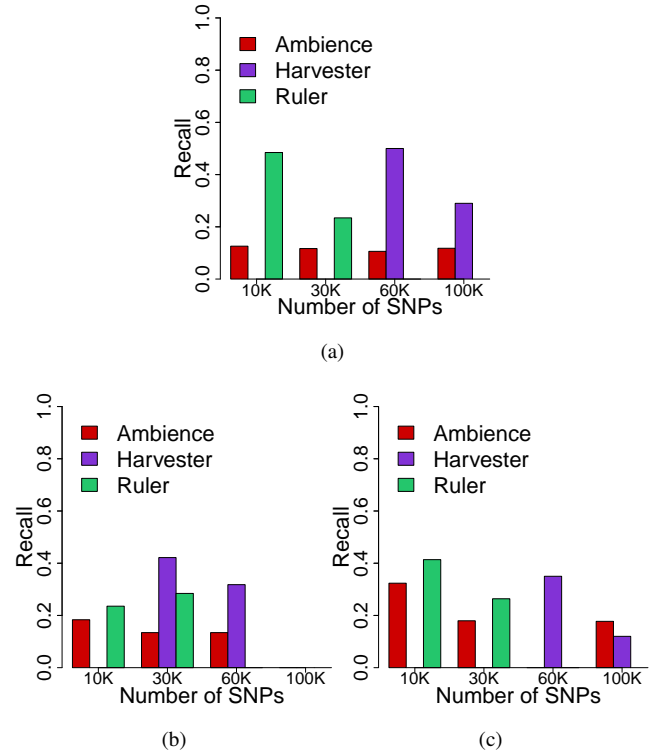 1.0
0.8
0.6
0.4
0.2
0.0
Recall
Ambience
Harvester
Ruler
10K 30K 60K 100K
Number of SNPs
(a)
1.0
0.8
0.6
0.4
0.2
0.0
Recall
Ambience
Harvester
Ruler
10K 30K 60K 100K
Number of SNPs
(b)
1.0
0.8
0.6
0.4
0.2
0.0
Recall
Ambience
Harvester
Ruler
10K 30K 60K 100K
Number of SNPs
(c)